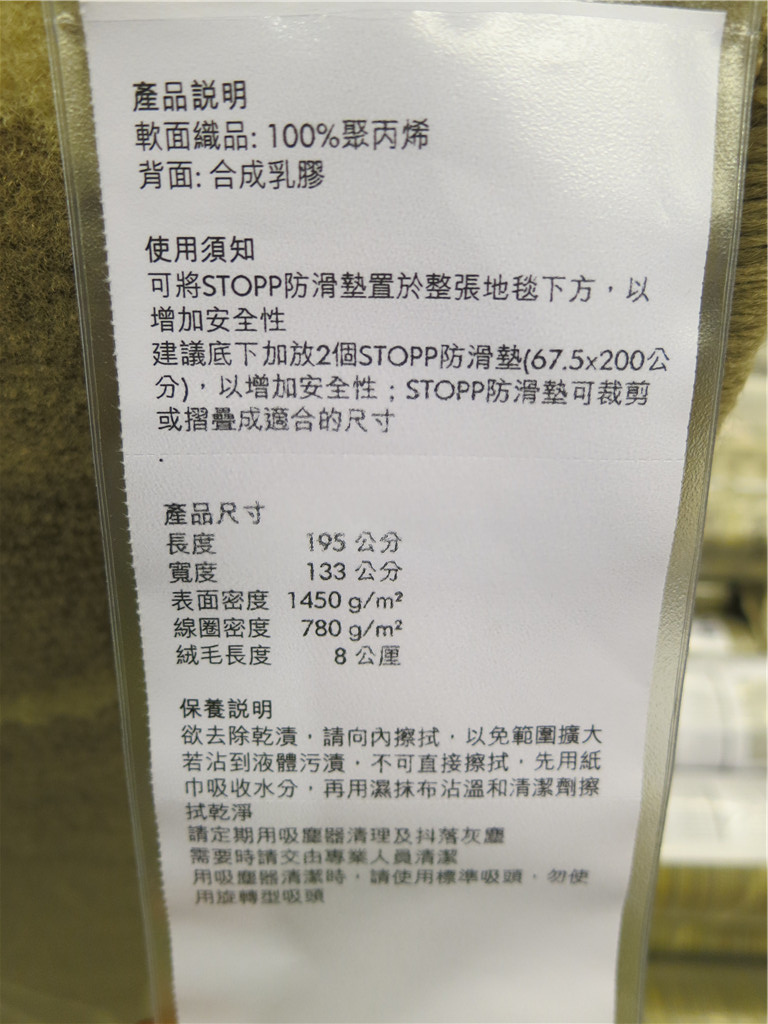 產品説明
軟面織品: 100%聚丙烯
背面: 合成乳膠
使用須知
可將STOPP防滑墊置於整張地毯下方，以
增加安全性
建議底下加放2個STOPP防滑墊(67.5x200公
分)，以增加安全性；STOPP防滑墊可裁剪
或摺疊成適合的尺寸
.
產品尺寸
長度 195 公分
寬度 133 公分
表面密度 1450 g/m²
線圈密度 780 g/m²
絨毛長度 8 公厘
保養説明
欲去除乾漬，請向內擦拭，以免範圍擴大
若沾到液體污漬，不可直接擦拭，先用紙
巾吸收水分，再用濕抹布沾溫和清潔劑擦
拭乾淨
請定期用吸塵器清理及抖落灰塵
需要時請交由專業人員清潔
用吸塵器清潔時，請使用標準吸頭，勿使
用旋轉型吸頭